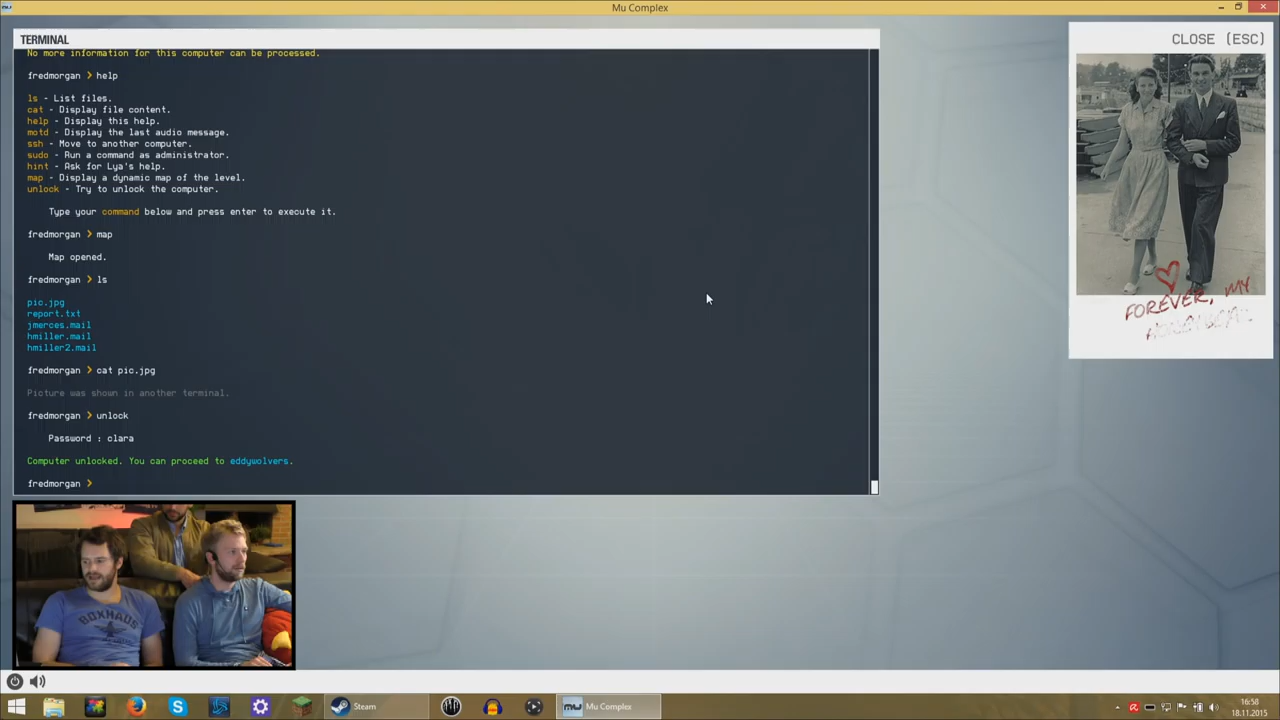 Mu Complex
TERMINAL
No more information for this computer can be processed.
fredmorgan > help
ls - List files.
cat - Display file content.
help - Display this help.
motd - Display the last audio message.
ssh - Move to another computer.
sudo - Run a command as administrator.
hint - Ask for Lya's help.
map - Display a dynamic map of the level.
unlock - Try to unlock the computer.
Type your command below and press enter to execute it.
fredmorgan > map
Map opened.
fredmorgan > ls
pic.jpg
report.txt
jmerces.mail
hmiller.mail
hmiller2.mail
fredmorgan > cat pic.jpg
Picture was shown in another terminal.
fredmorgan > unlock
Password : clara
Computer unlocked. You can proceed to eddywolvers.
fredmorgan >
CLOSE (ESC)
FOREVER, MY
BOXHAUS
Steam
Mu Complex
16:58
18.11.2015